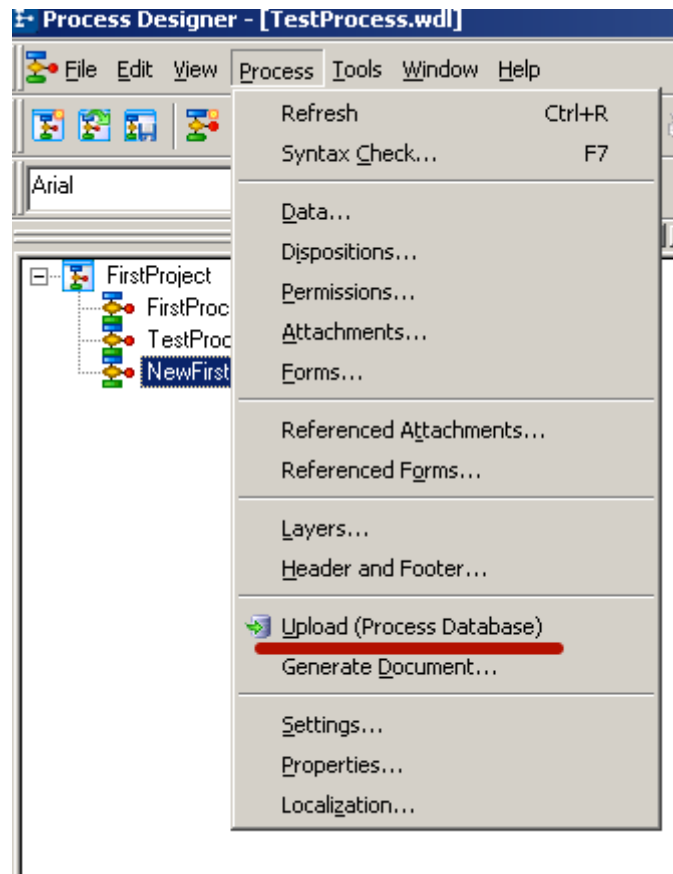 Process Designer - [TestProcess.wdl]
File Edit View Process Tools Window Help
Refresh Ctrl+R
Syntax Check... F7
Arial
Data...
Dispositions...
Permissions...
Attachments...
Forms...
FirstProject
FirstProc
TestProc
NewFirst
Referenced Attachments...
Referenced Forms...
Layers...
Header and Footer...
Upload (Process Database)
Generate Document...
Settings...
Properties...
Localization...